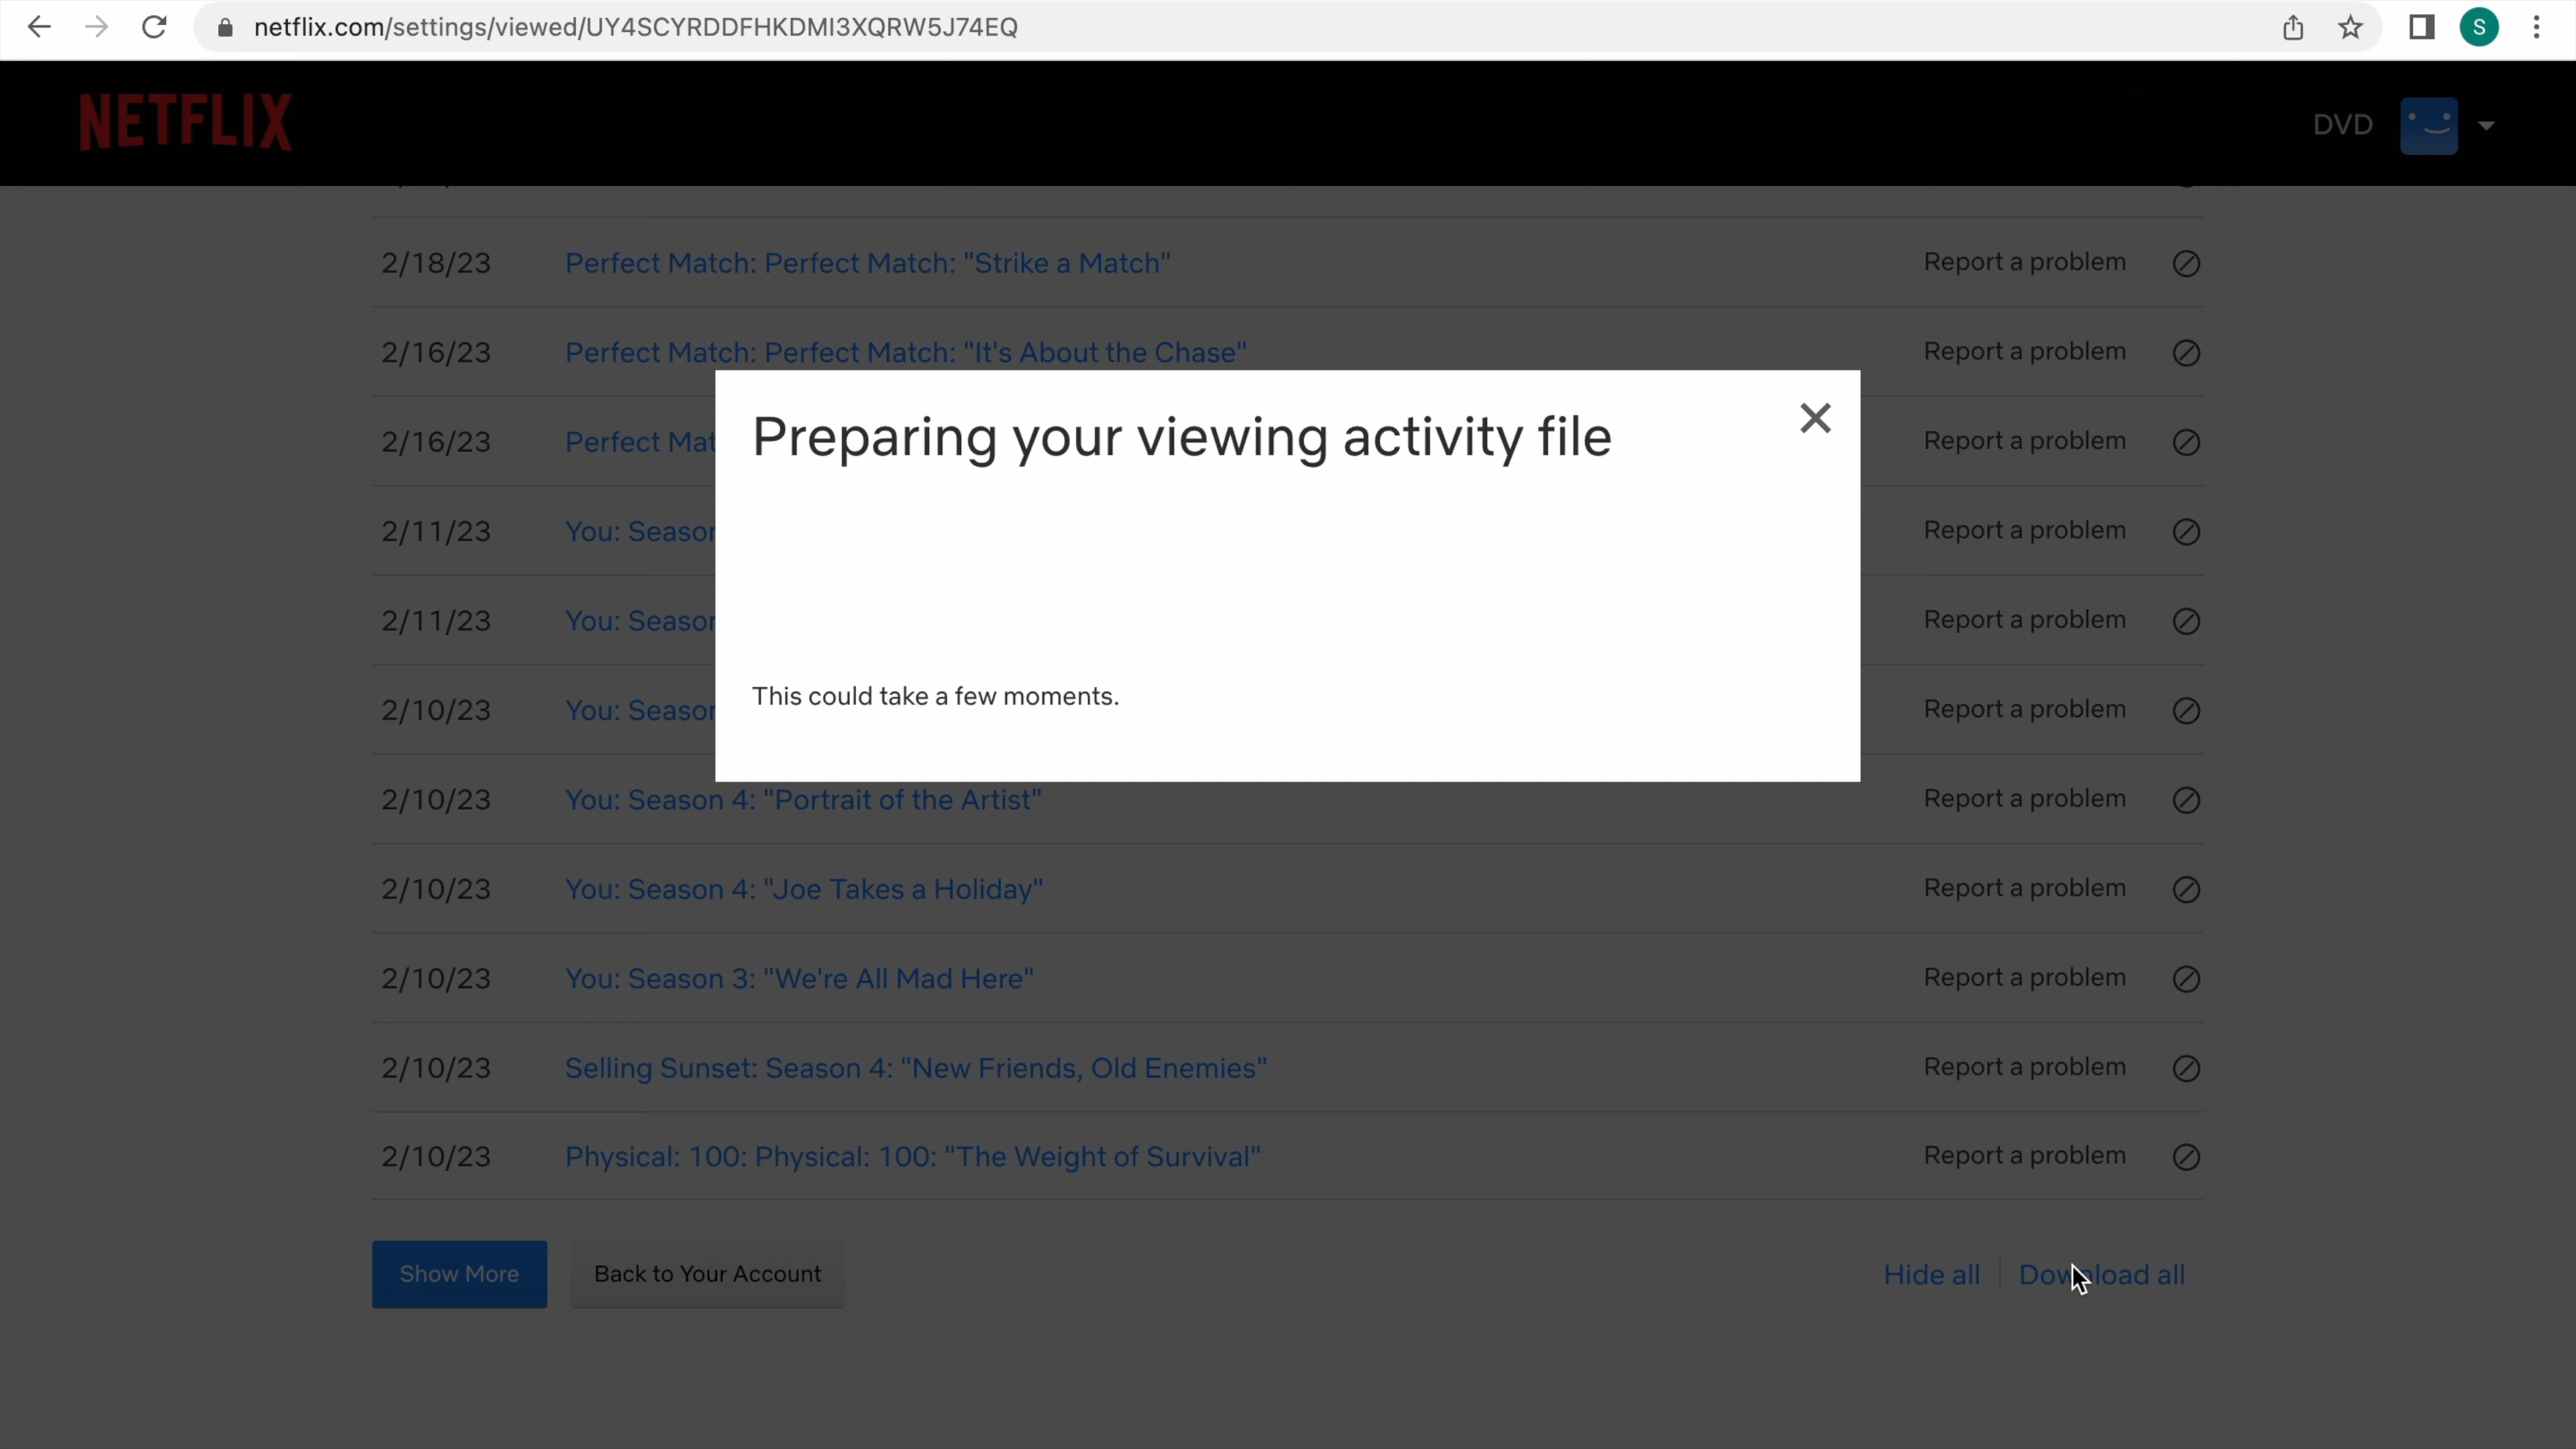 netflix.com/settings/viewed/UY4SCYRDDFHKDMI3XQRW5J74EQ
S
NETFLIX
DVD
2/18/23 Perfect Match: Perfect Match: "Strike a Match" Report a problem
2/16/23 Perfect Match: Perfect Match: "It's About the Chase" Report a problem
Preparing your viewing activity file
2/16/23 Perfect Report a problem
2/11/23 You: Report a problem
2/11/23 You: Report a problem
This could take a few moments.
2/10/23 You: Report a problem
2/10/23 You: Season 4: "Portrait of the Artist" Report a problem
2/10/23 You: Season 4: "Joe Takes a Holiday" Report a problem
2/10/23 You: Season 3: "We're All Mad Here" Report a problem
2/10/23 Selling Sunset: Season 4: "New Friends, Old Enemies" Report a problem
2/10/23 Physical: 100: Physical: 100: "The Weight of Survival" Report a problem
Show More Back to Your Account Hide all Download all